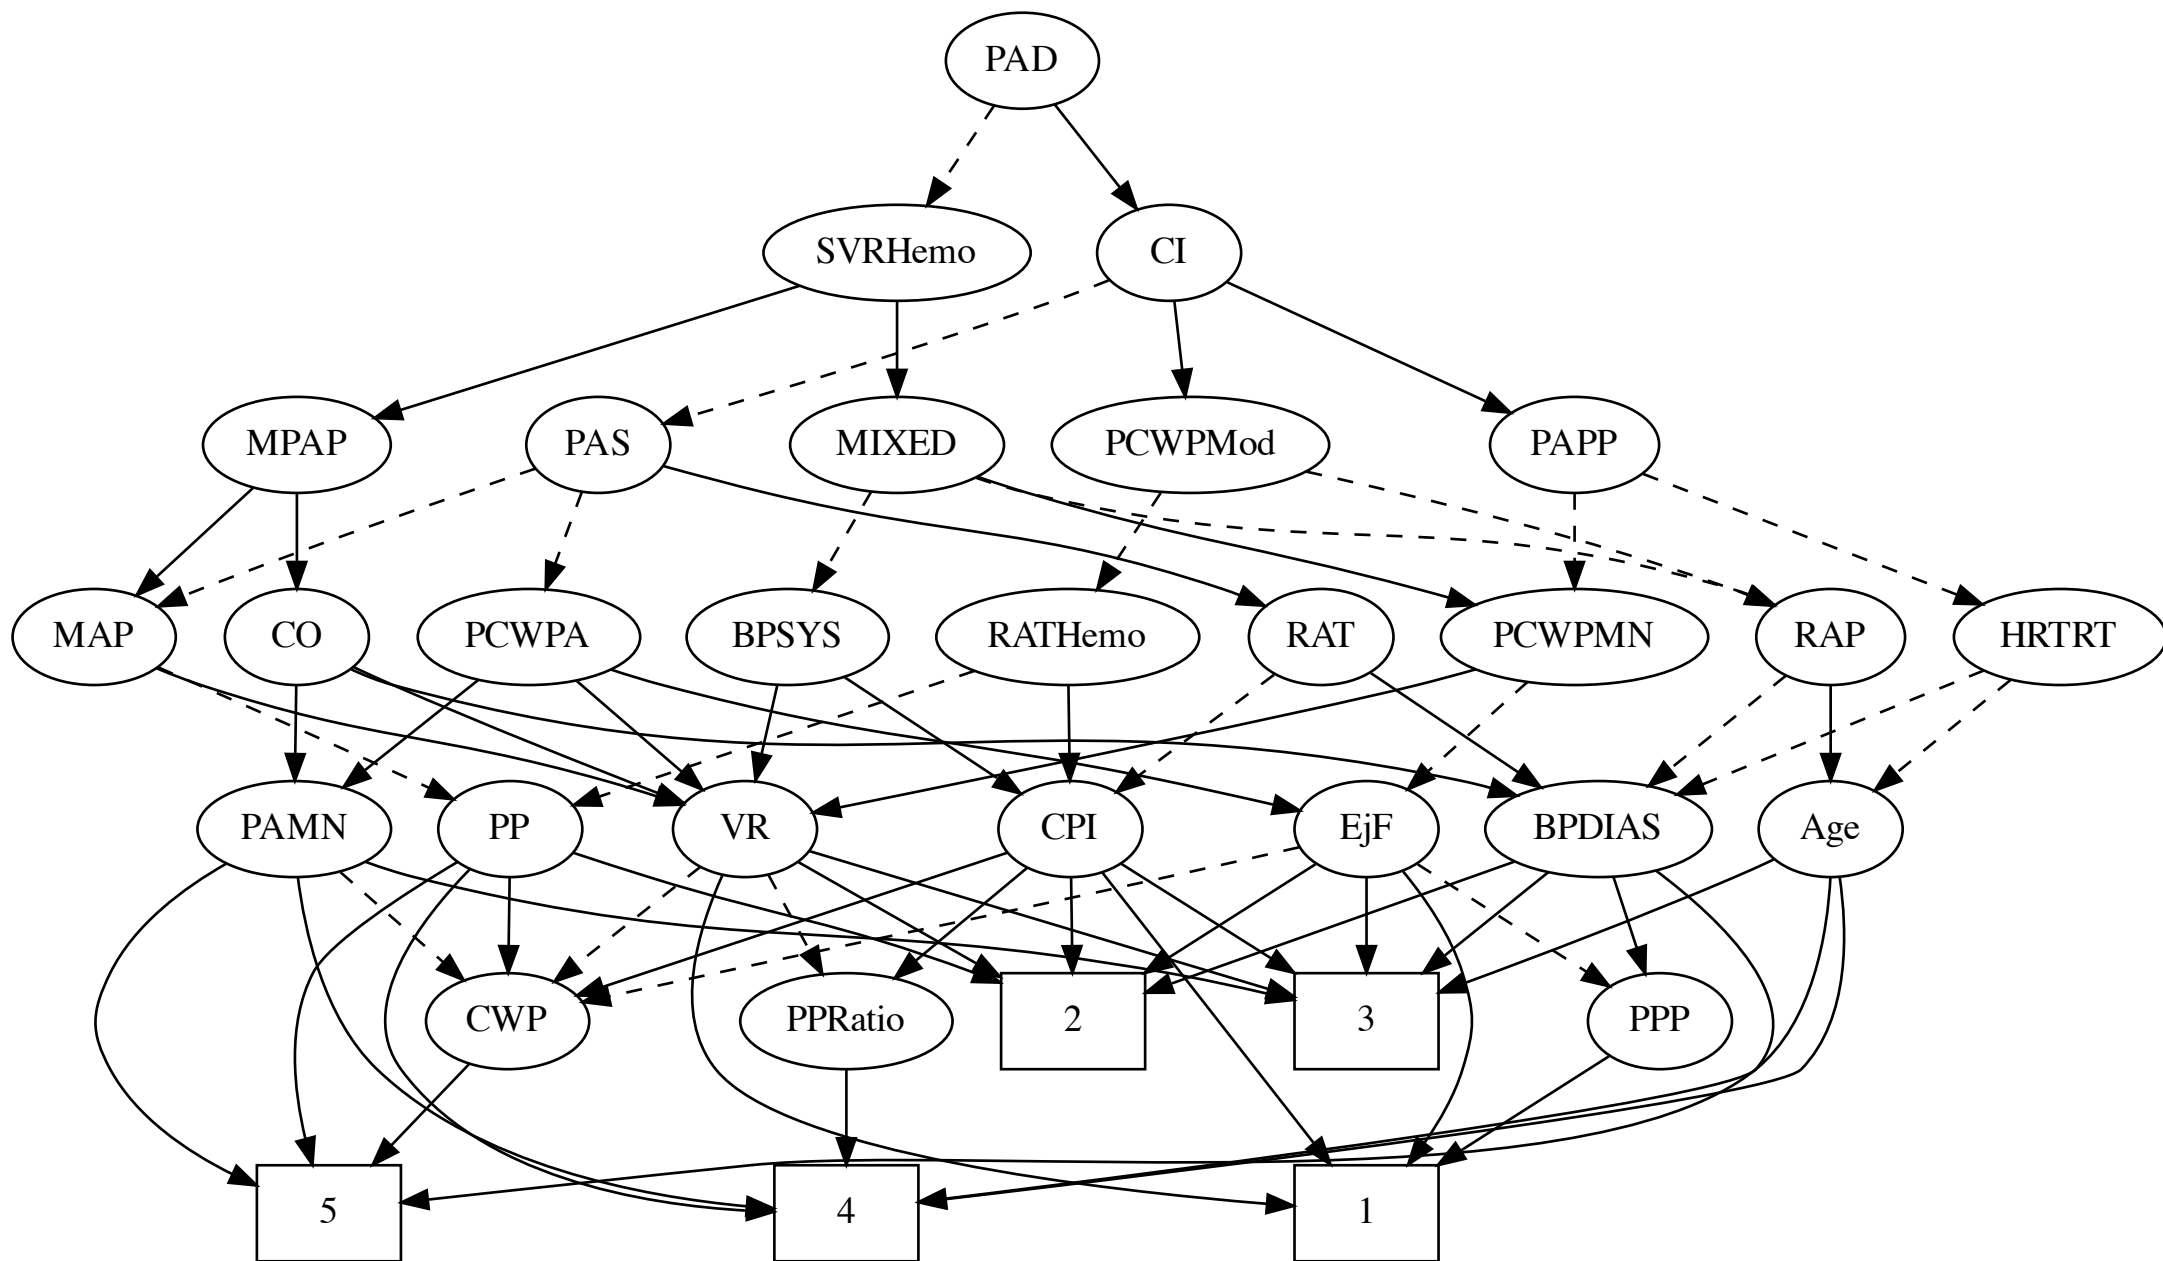 PAD
SVRHemo
CI
MPAP
PAS
MIXED
PCWPMod
PAPP
MAP
CO
PCWPA
BPSYS
RATHemo
RAT
PCWPMN
RAP
HRTRT
PAMN
PP
VR
CPI
EjF
BPDIAS
Age
CWP
PPRatio
2
3
PPP
5
4
1